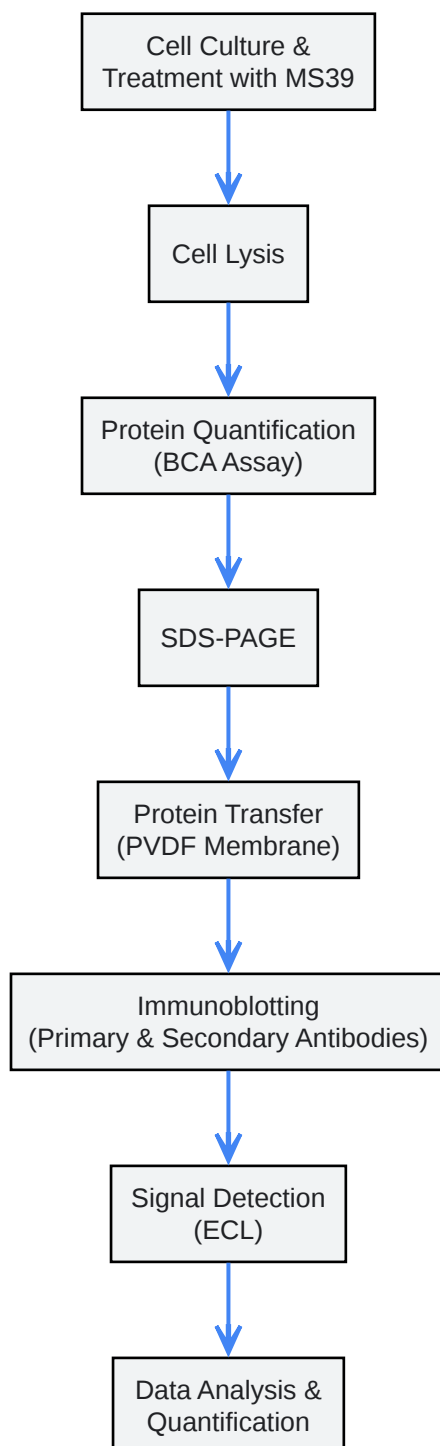 Cell Culture &
Treatment with MS39
Cell Lysis
Protein Quantification
(BCA Assay)
SDS-PAGE
Protein Transfer
(PVDF Membrane)
Immunoblotting
(Primary & Secondary Antibodies)
Signal Detection
(ECL)
Data Analysis &
Quantification